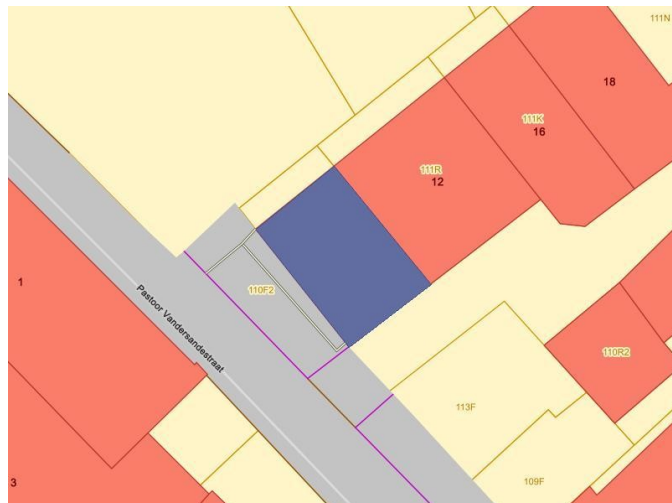 111N
18
111K
16
111R
12
1
110F2
Pastoor Vandersandestraat
110R2
113F
3
109F